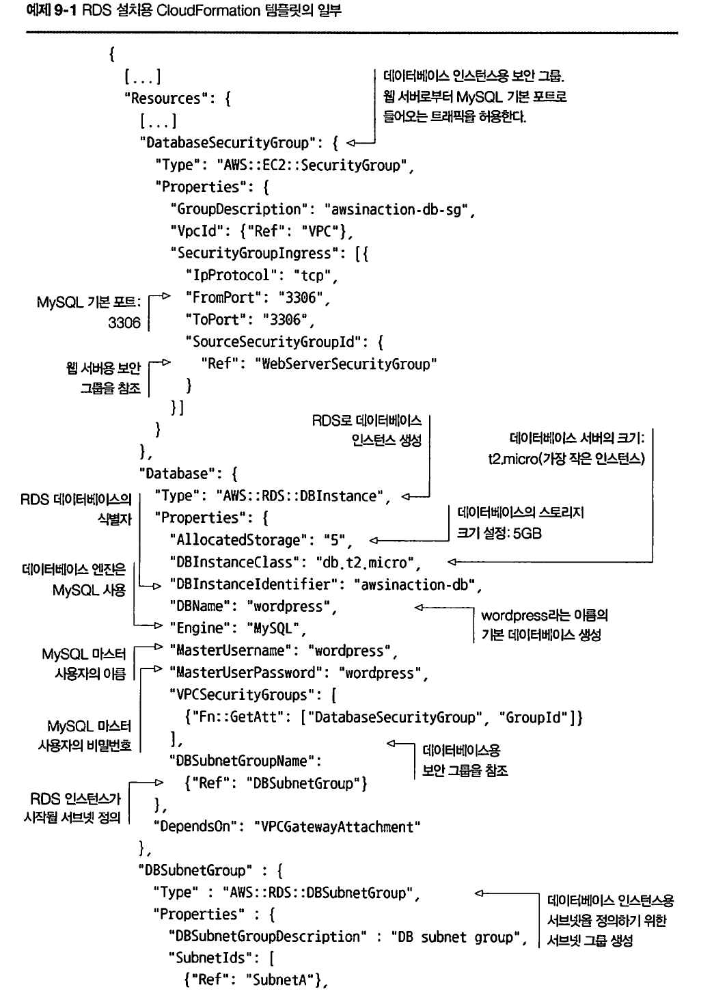 예제 9-1 RDS 설치용 CloudFormation 템플릿의 일부
{
[...]
데이터베이스 인스턴스용 보안 그룹.
웹 서버로부터 MySQL 기본 포트로
들어오는 트래픽을 허용한다.
"Resources": {
[...]
"DatabaseSecurityGroup": {
"Type": "AWS::EC2::SecurityGroup",
"Properties": {
"GroupDescription": "awsinaction-db-sg",
"VpcId": {"Ref": "VPC"},
"SecurityGroupIngress": [{
"IpProtocol": "tcp",
MySQL 기본 포트:
3306
"FromPort": "3306",
"ToPort": "3306",
"SourceSecurityGroupId": {
웹 서버용 보안
그룹을 참조
"Ref": "WebServerSecurityGroup"
}
}]
}
},
RDS로 데이터베이스
인스턴스 생성
데이터베이스 서버의 크기:
t2.micro(가장 작은 인스턴스)
"Database": {
RDS 데이터베이스의
식별자
"Type": "AWS::RDS::DBInstance",
"Properties": {
데이터베이스의 스토리지
크기 설정: 5GB
"AllocatedStorage": "5",
"DBInstanceClass": "db.t2.micro",
데이터베이스 엔진은
MySQL 사용
"DBInstanceIdentifier": "awsinaction-db",
"DBName": "wordpress",
wordpress라는 이름의
기본 데이터베이스 생성
"Engine": "MySQL",
MySQL 마스터
사용자의 이름
"MasterUsername": "wordpress",
"MasterUserPassword": "wordpress",
"VPCSecurityGroups": [
{"Fn::GetAtt": ["DatabaseSecurityGroup", "GroupId"]}
MySQL 마스터
사용자의 비밀번호
],
데이터베이스용
보안 그룹을 참조
"DBSubnetGroupName":
{"Ref": "DBSubnetGroup"}
RDS 인스턴스가
시작될 서브넷 정의
},
"DependsOn": "VPCGatewayAttachment"
},
"DBSubnetGroup" : {
"Type" : "AWS::RDS::DBSubnetGroup",
데이터베이스 인스턴스용
서브넷을 정의하기 위한
서브넷 그룹 생성
"Properties" : {
"DBSubnetGroupDescription" : "DB subnet group",
"SubnetIds": [
{"Ref": "SubnetA"},